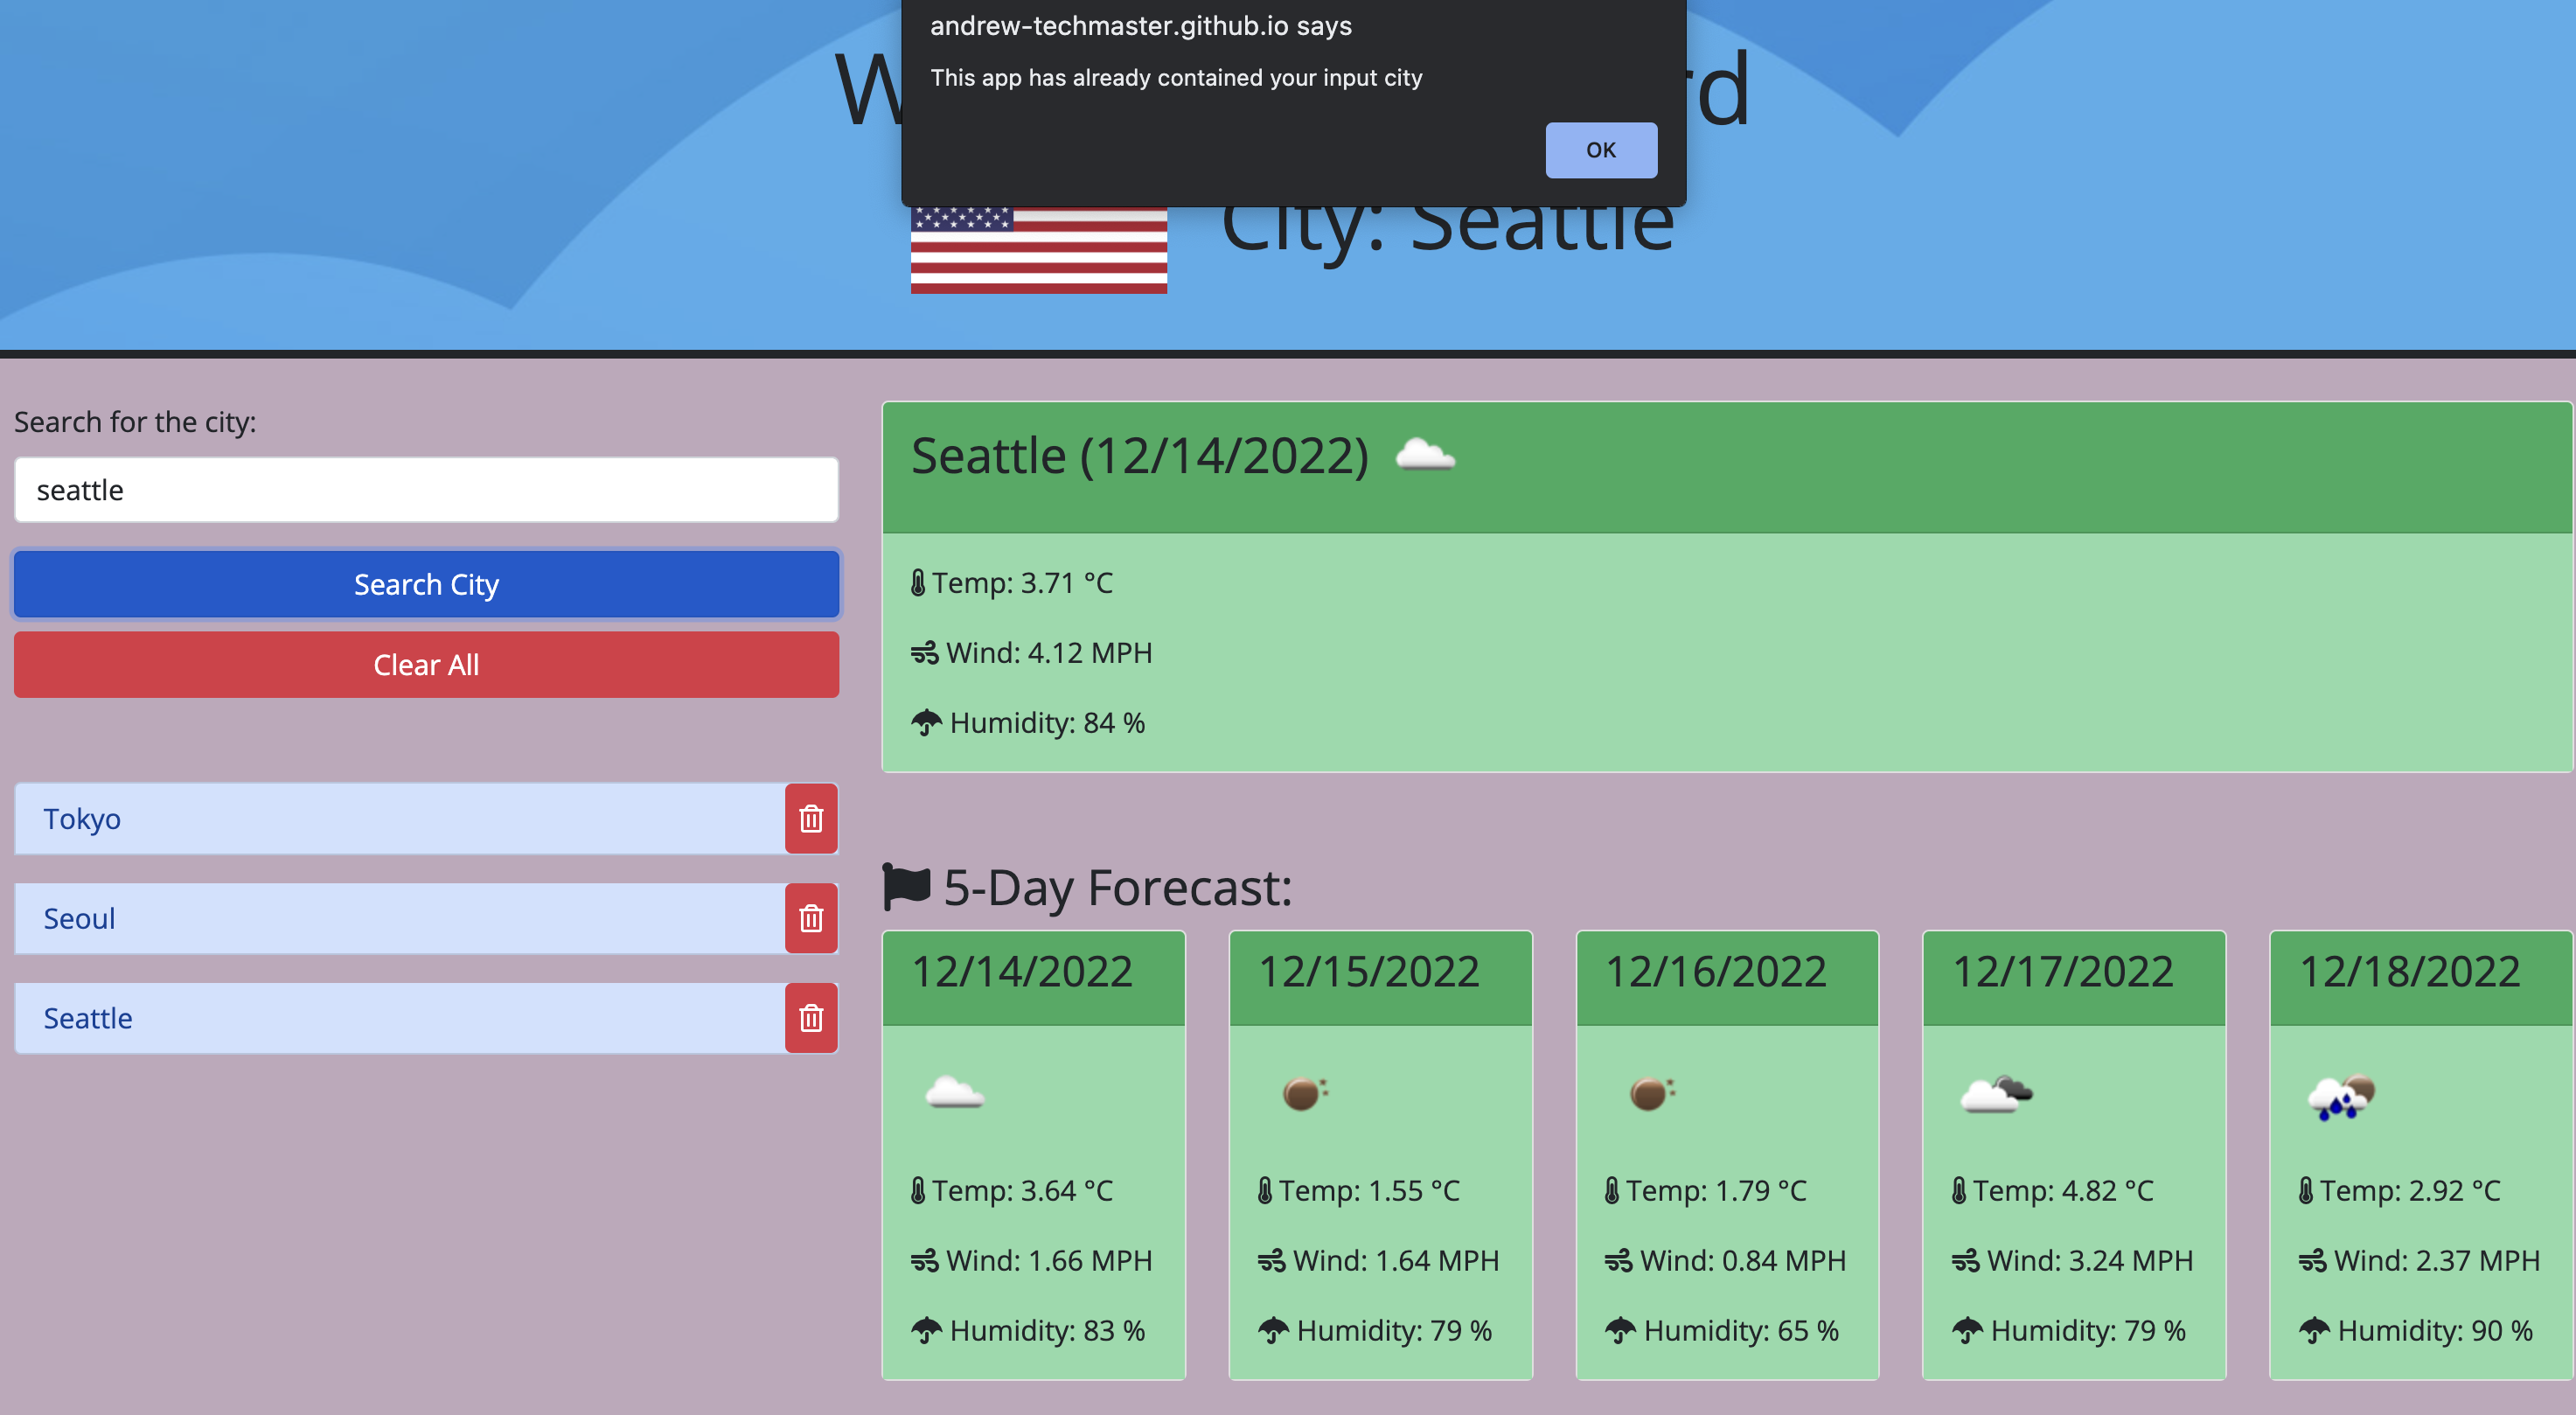 andrew-techmaster.github.io says
This app has already contained your input city
OK
City: Seattle
Search for the city:
seattle
Search City
Clear All
Tokyo
Seoul
Seattle
Seattle (12/14/2022)
Temp: 3.71 °C
Wind: 4.12 MPH
Humidity: 84 %
5-Day Forecast:
12/14/2022
Temp: 3.64 °C
Wind: 1.66 MPH
Humidity: 83 %
12/15/2022
Temp: 1.55 °C
Wind: 1.64 MPH
Humidity: 79 %
12/16/2022
Temp: 1.79 °C
Wind: 0.84 MPH
Humidity: 65 %
12/17/2022
Temp: 4.82 °C
Wind: 3.24 MPH
Humidity: 79 %
12/18/2022
Temp: 2.92 °C
Wind: 2.37 MPH
Humidity: 90 %